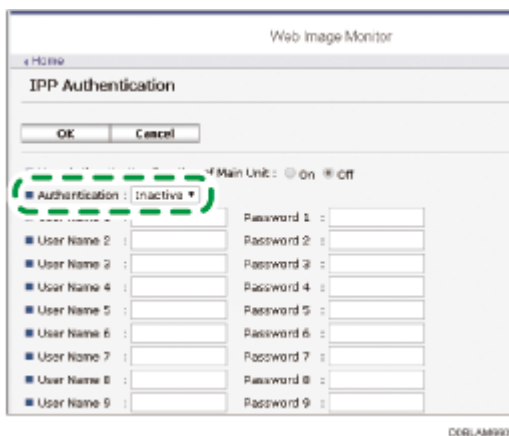 Web Image Monitor
Home
IPP Authentication
OK Cancel
of Main Unit : On Off
Authentication : Inactive
Password 1 :
User Name 2 : Password 2 :
User Name 3 : Password 3 :
User Name 4 : Password 4 :
User Name 5 : Password 5 :
User Name 6 : Password 6 :
User Name 7 : Password 7 :
User Name 8 : Password 8 :
User Name 9 : Password 9 :